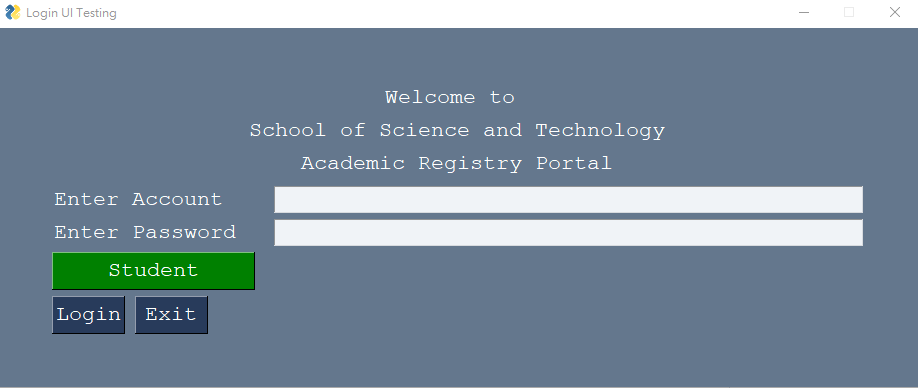 Login UI Testing
Welcome to
School of Science and Technology
Academic Registry Portal
Enter Account
Enter Password
Student
Login Exit